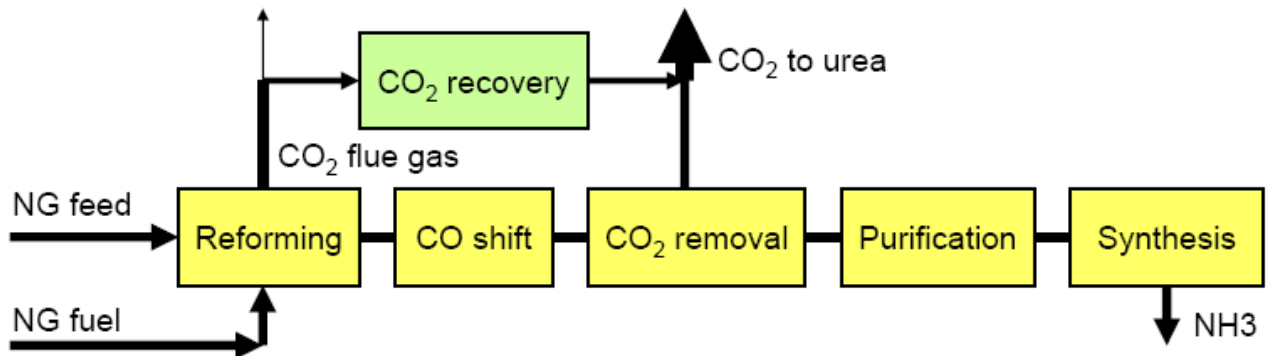 CO₂ recovery
CO₂ to urea
CO₂ flue gas
NG feed
Reforming
CO shift
CO₂ removal
Purification
Synthesis
NG fuel
NH3